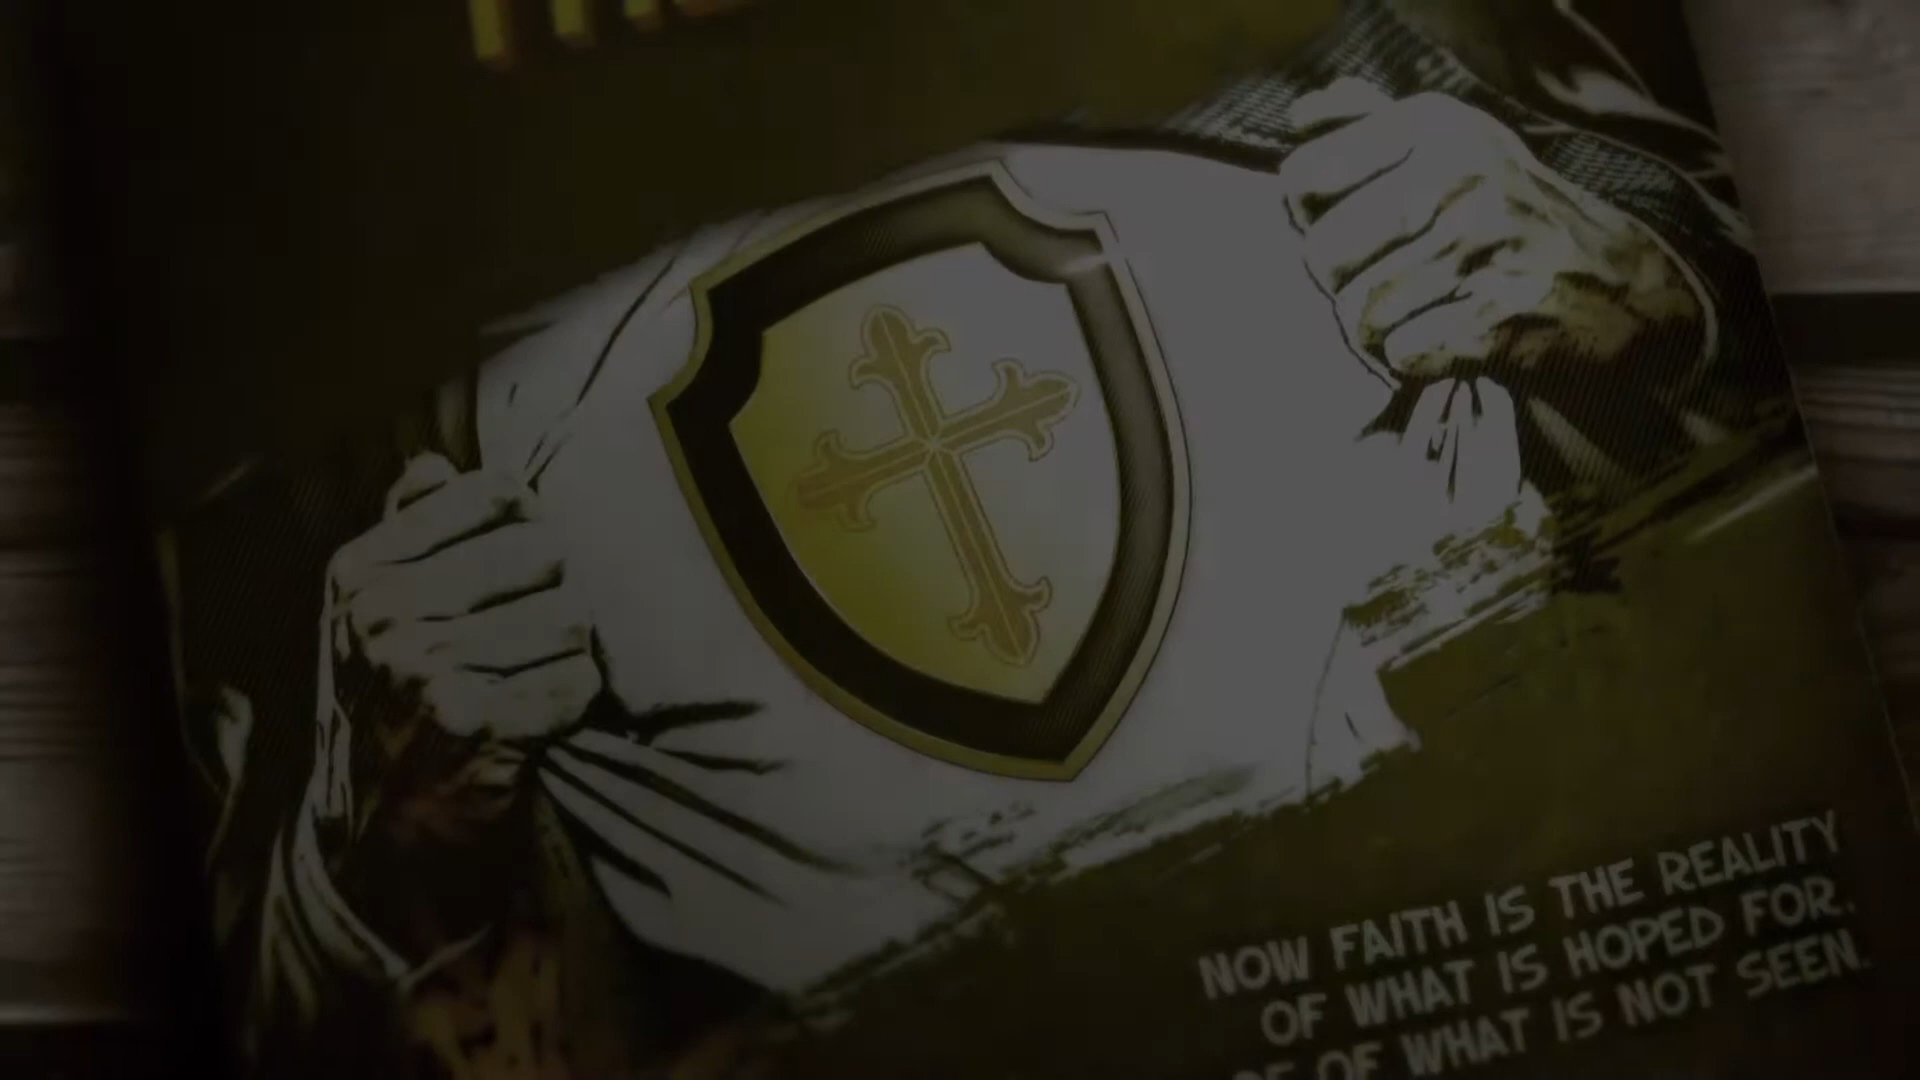 NOW FAITH IS THE REALITY
OF WHAT IS HOPED FOR.
OF WHAT IS NOT SEEN.